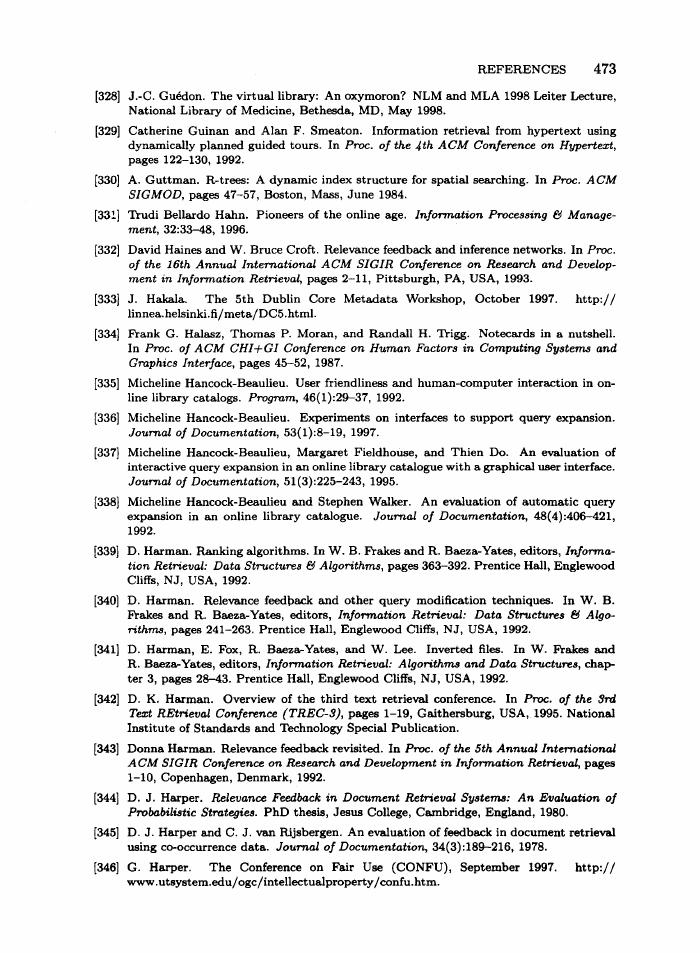 REFERENCES 473
[328] J.-C. Guédon. The virtual library: An oxymoron? NLM and MLA 1998 Leiter Lecture,
National Library of Medicine, Bethesda, MD, May 1998.
[329] Catherine Guinan and Alan F. Smeaton. Information retrieval from hypertext using
dynamically planned guided tours. In Proc. of the 4th ACM Conference on Hypertext,
pages 122–130, 1992.
[330] A. Guttman. R-trees: A dynamic index structure for spatial searching. In Proc. ACM
SIGMOD, pages 47–57, Boston, Mass, June 1984.
[331] Trudi Bellardo Hahn. Pioneers of the online age. Information Processing & Manage-
ment, 32:33–48, 1996.
[332] David Haines and W. Bruce Croft. Relevance feedback and inference networks. In Proc.
of the 16th Annual International ACM SIGIR Conference on Research and Develop-
ment in Information Retrieval, pages 2–11, Pittsburgh, PA, USA, 1993.
[333] J. Hakala. The 5th Dublin Core Metadata Workshop, October 1997. http://
linnea.helsinki.fi/meta/DC5.html.
[334] Frank G. Halasz, Thomas P. Moran, and Randall H. Trigg. Notecards in a nutshell.
In Proc. of ACM CHI+GI Conference on Human Factors in Computing Systems and
Graphics Interface, pages 45–52, 1987.
[335] Micheline Hancock-Beaulieu. User friendliness and human-computer interaction in on-
line library catalogs. Program, 46(1):29–37, 1992.
[336] Micheline Hancock-Beaulieu. Experiments on interfaces to support query expansion.
Journal of Documentation, 53(1):8–19, 1997.
[337] Micheline Hancock-Beaulieu, Margaret Fieldhouse, and Thien Do. An evaluation of
interactive query expansion in an online library catalogue with a graphical user interface.
Journal of Documentation, 51(3):225–243, 1995.
[338] Micheline Hancock-Beaulieu and Stephen Walker. An evaluation of automatic query
expansion in an online library catalogue. Journal of Documentation, 48(4):406–421,
1992.
[339] D. Harman. Ranking algorithms. In W. B. Frakes and R. Baeza-Yates, editors, Informa-
tion Retrieval: Data Structures & Algorithms, pages 363–392. Prentice Hall, Englewood
Cliffs, NJ, USA, 1992.
[340] D. Harman. Relevance feedback and other query modification techniques. In W. B.
Frakes and R. Baeza-Yates, editors, Information Retrieval: Data Structures & Algo-
rithms, pages 241–263. Prentice Hall, Englewood Cliffs, NJ, USA, 1992.
[341] D. Harman, E. Fox, R. Baeza-Yates, and W. Lee. Inverted files. In W. Frakes and
R. Baeza-Yates, editors, Information Retrieval: Algorithms and Data Structures, chap-
ter 3, pages 28–43. Prentice Hall, Englewood Cliffs, NJ, USA, 1992.
[342] D. K. Harman. Overview of the third text retrieval conference. In Proc. of the 3rd
Text REtrieval Conference (TREC-3), pages 1–19, Gaithersburg, USA, 1995. National
Institute of Standards and Technology Special Publication.
[343] Donna Harman. Relevance feedback revisited. In Proc. of the 5th Annual International
ACM SIGIR Conference on Research and Development in Information Retrieval, pages
1–10, Copenhagen, Denmark, 1992.
[344] D. J. Harper. Relevance Feedback in Document Retrieval Systems: An Evaluation of
Probabilistic Strategies. PhD thesis, Jesus College, Cambridge, England, 1980.
[345] D. J. Harper and C. J. van Rijsbergen. An evaluation of feedback in document retrieval
using co-occurrence data. Journal of Documentation, 34(3):189–216, 1978.
[346] G. Harper. The Conference on Fair Use (CONFU), September 1997. http://
www.utsystem.edu/ogc/intellectualproperty/confu.htm.